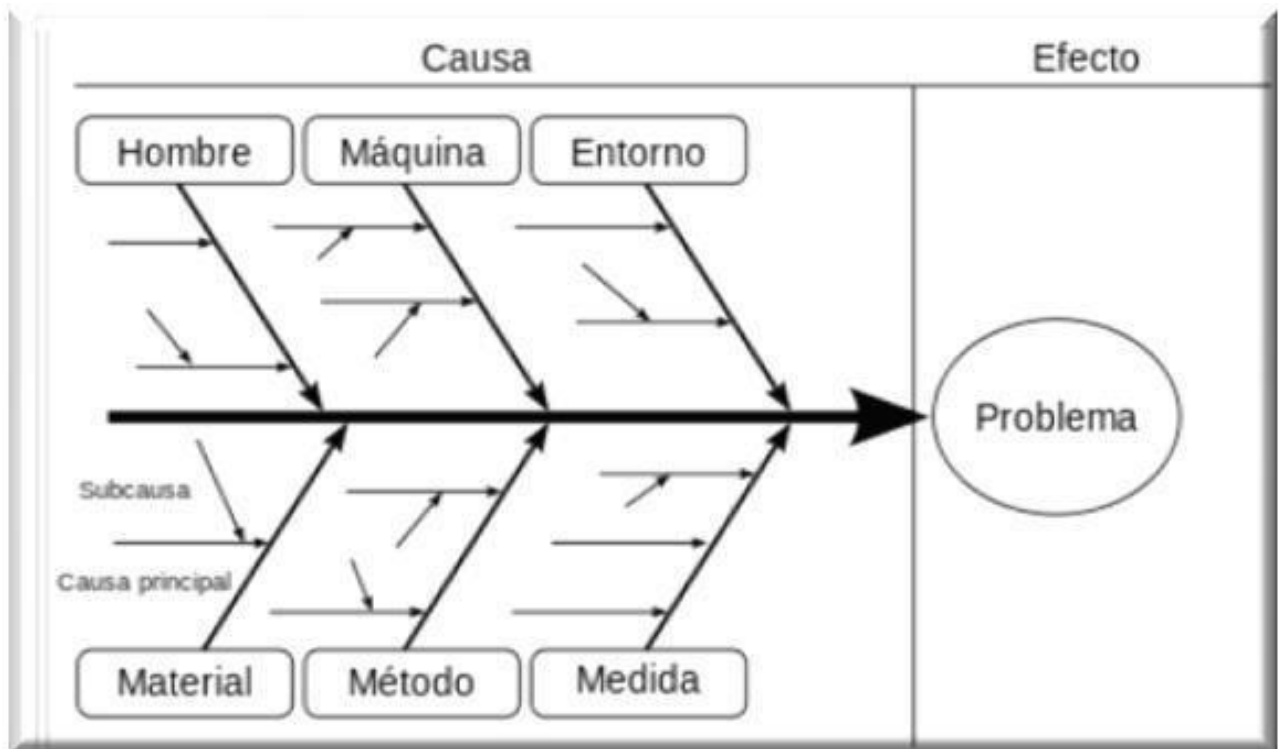 Causa
Efecto
Hombre
Máquina
Entorno
Problema
Subcausa
Causa principal
Material
Método
Medida